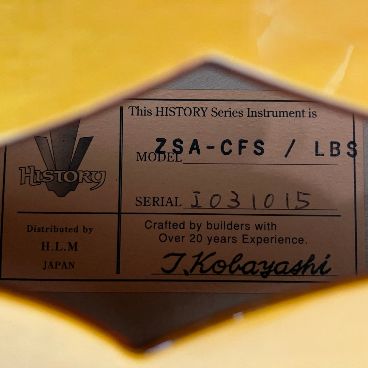 This HISTORY Series Instrument is
HISTORY
MODEL ZSA-CFS / LBS
SERIAL I031015
Distributed by
H.L.M
JAPAN
Crafted by builders with
Over 20 years Experience.
T.Kobayashi